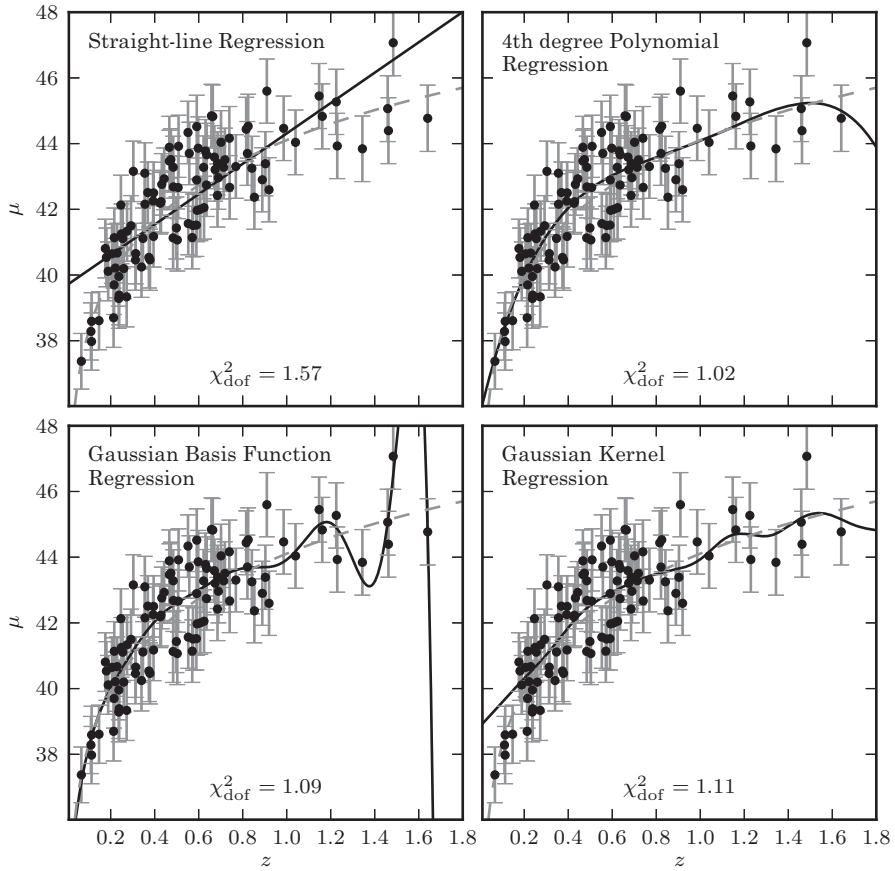 48
46
44
42
40
38
μ
Straight-line Regression
χ²dof = 1.57
4th degree Polynomial
Regression
χ²dof = 1.02
48
46
44
42
40
38
μ
0.2 0.4 0.6 0.8 1.0 1.2 1.4 1.6 1.8
z
Gaussian Basis Function
Regression
χ²dof = 1.09
0.2 0.4 0.6 0.8 1.0 1.2 1.4 1.6 1.8
z
Gaussian Kernel
Regression
χ²dof = 1.11